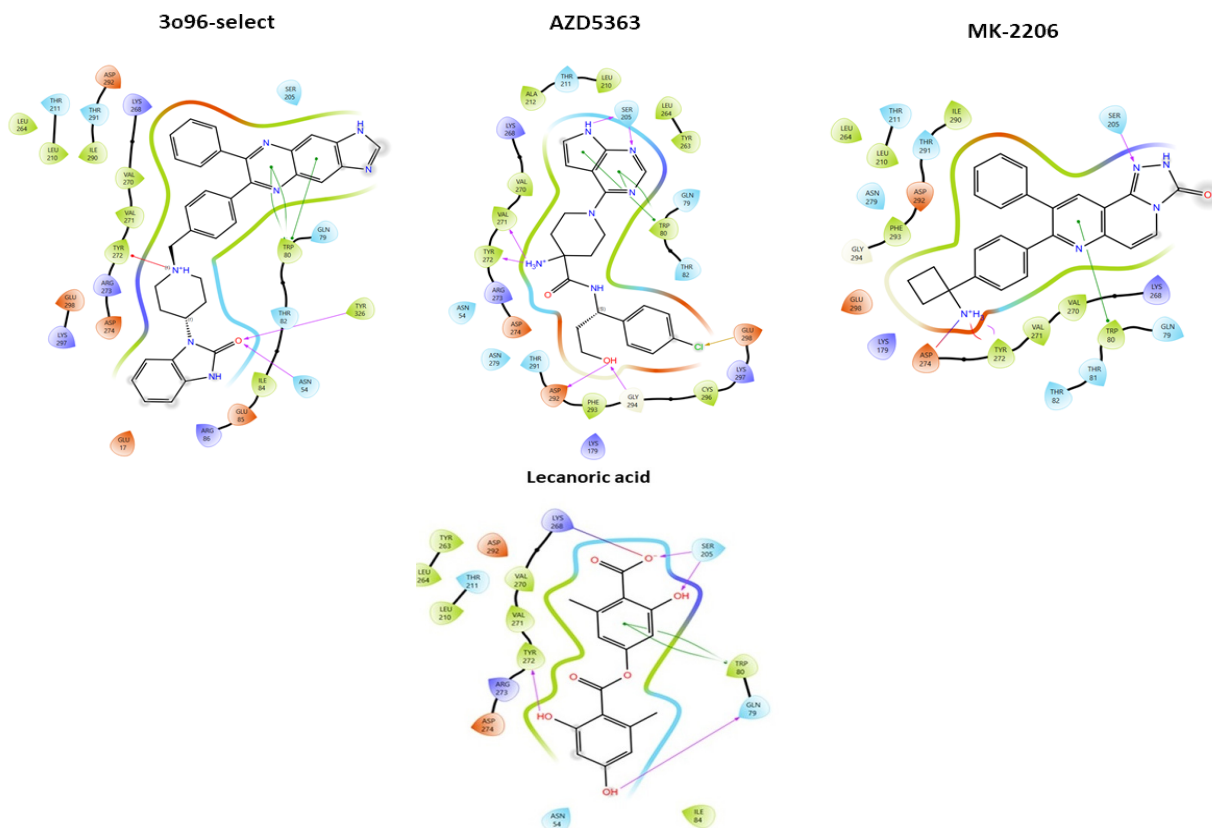 3o96-select
AZD5363
MK-2206
ASP
292
THR
211
THR
291
LYS
268
SER
205
LEU
264
LEU
210
ILE
290
VAL
270
VAL
271
TYR
272
ARG
273
ASP
274
GLU
298
LYS
297
GLN
79
TRP
80
THR
82
TYR
326
ASN
54
ILE
84
GLU
85
ARG
86
GLU
17
N
N
NH
N
N+H
N
O
NH
THR
211
LEU
210
ALA
212
SER
205
LEU
264
TYR
263
LYS
268
VAL
270
VAL
271
TYR
272
ARG
273
ASP
274
ASN
54
ASN
279
THR
291
ASP
292
PHE
293
GLY
294
CYS
296
LYS
297
GLU
298
LYS
179
GLN
79
TRP
80
THR
82
NH
N
N
N
H3N+
O
NH
Cl
OH
LEU
264
THR
211
LEU
210
THR
291
ILE
290
ASN
279
ASP
292
PHE
293
GLY
294
GLU
298
LYS
179
ASP
274
TYR
272
VAL
271
VAL
270
LYS
268
TRP
80
GLN
79
THR
81
THR
82
SER
205
N
NH
N
O
N
N+H3
Lecanoric acid
LYS
268
TYR
263
ASP
292
LEU
264
THR
211
LEU
210
VAL
270
VAL
271
TYR
272
ARG
273
ASP
274
SER
205
TRP
80
GLN
79
ASN
54
ILE
84
O
O-
OH
O
O
HO
OH